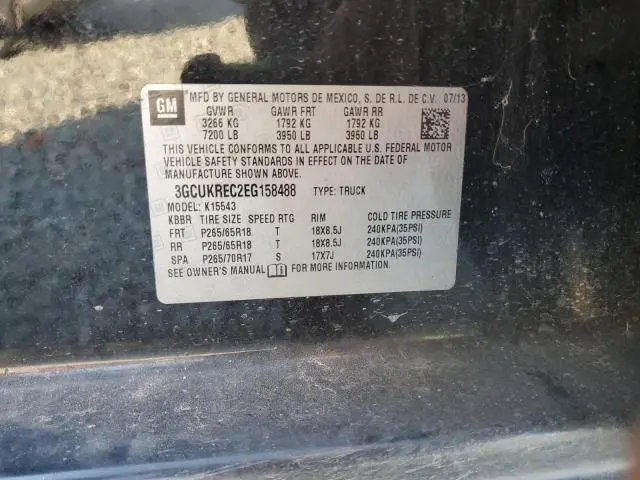 GM
MFD BY GENERAL MOTORS DE MEXICO, S. DE R.L. DE C.V. 07/13
GVWR GAWR FRT GAWR RR
3266 KG 1792 KG 1792 KG
7200 LB 3950 LB 3950 LB
THIS VEHICLE CONFORMS TO ALL APPLICABLE U.S. FEDERAL MOTOR
VEHICLE SAFETY STANDARDS IN EFFECT ON THE DATE OF
MANUFACTURE SHOWN ABOVE.
3GCUKREC2EG158488 TYPE: TRUCK
MODEL: K15543
KBBR TIRE SIZE SPEED RTG RIM COLD TIRE PRESSURE
FRT P265/65R18 T 18X8.5J 240KPA(35PSI)
RR P265/65R18 T 18X8.5J 240KPA(35PSI)
SPA P265/70R17 S 17X7J 240KPA(35PSI)
SEE OWNER'S MANUAL FOR MORE INFORMATION.